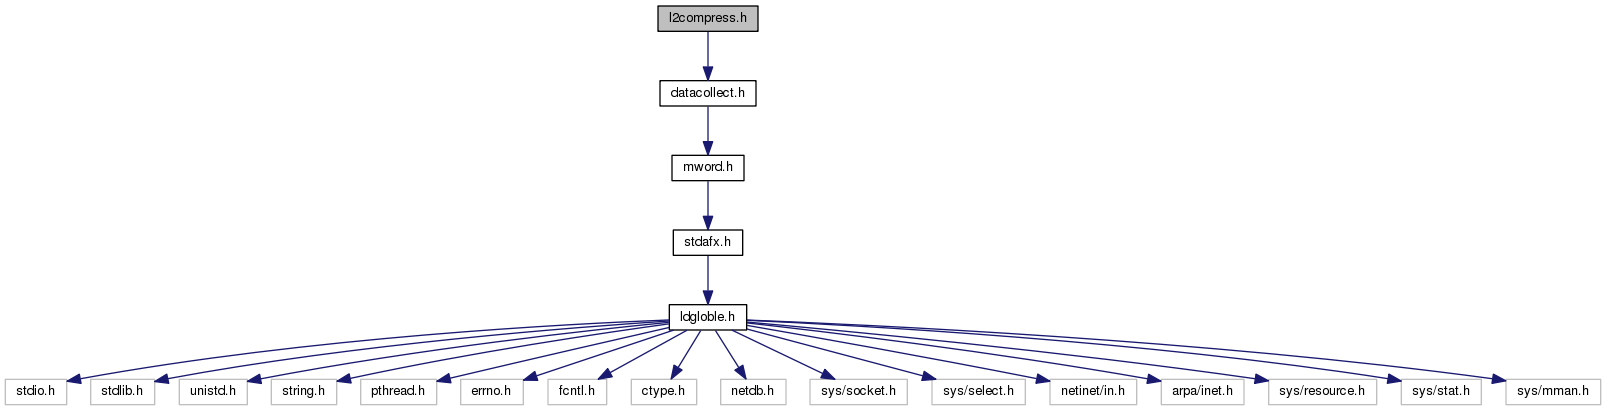 l2compress.h
datacollect.h
mword.h
stdafx.h
ldgloble.h
stdio.h
stdlib.h
unistd.h
string.h
pthread.h
errno.h
fcntl.h
ctype.h
netdb.h
sys/socket.h
sys/select.h
netinet/in.h
arpa/inet.h
sys/resource.h
sys/stat.h
sys/mman.h